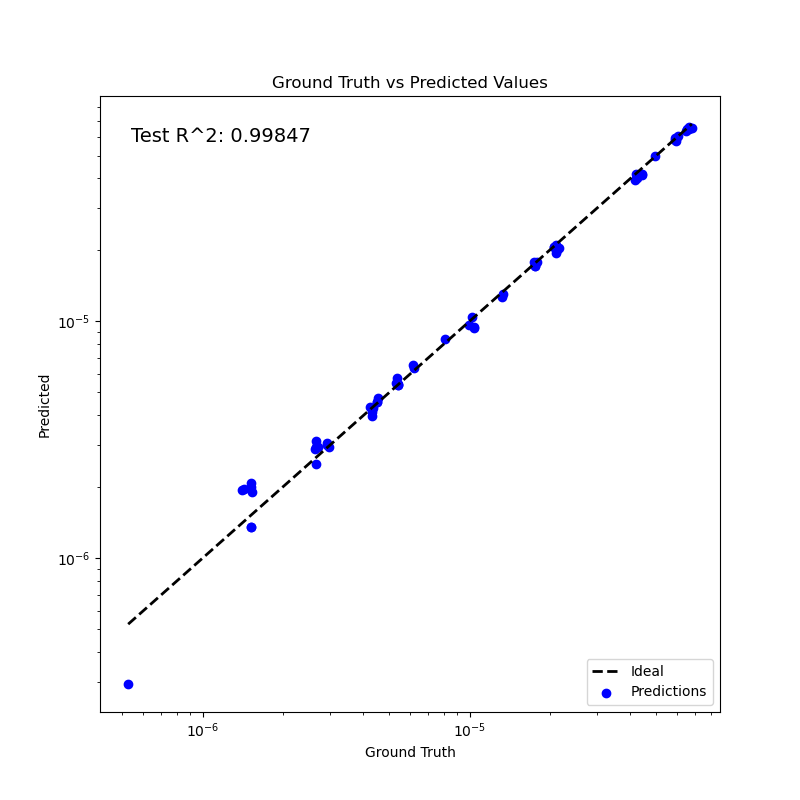 Ground Truth vs Predicted Values
Test R^2: 0.99847
10⁻⁵
10⁻⁶
Predicted
Ideal
Predictions
10⁻⁶
10⁻⁵
Ground Truth